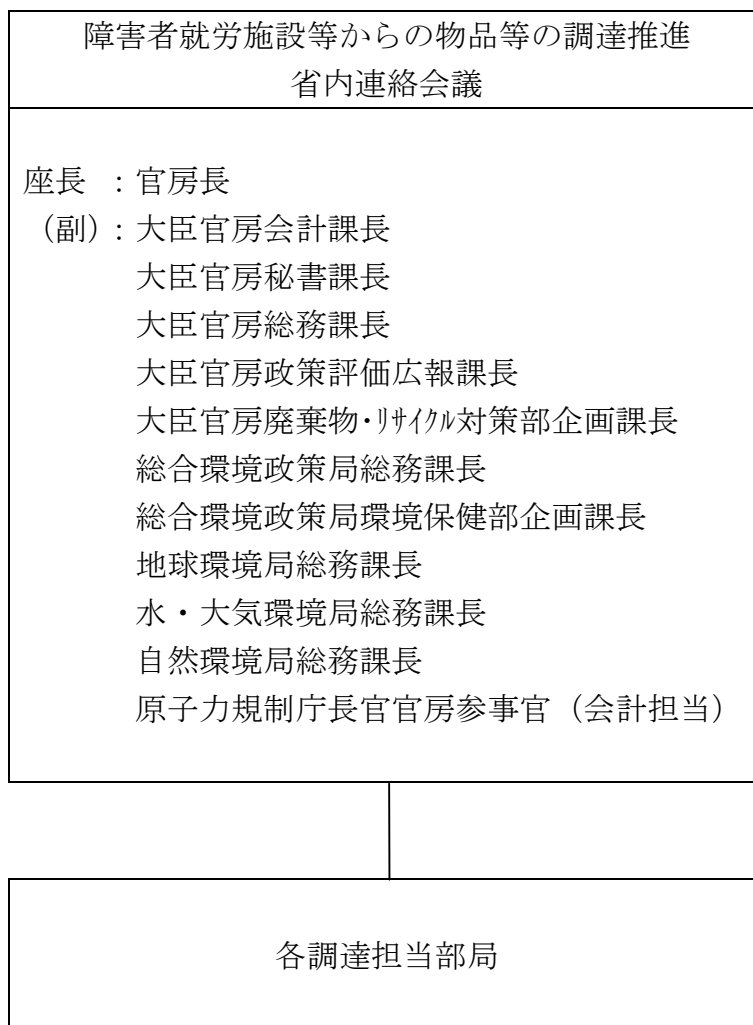 障害者就労施設等からの物品等の調達推進
省内連絡会議
座長 ：官房長
（副）：大臣官房会計課長
大臣官房秘書課長
大臣官房総務課長
大臣官房政策評価広報課長
大臣官房廃棄物・ﾘｻｲｸﾙ対策部企画課長
総合環境政策局総務課長
総合環境政策局環境保健部企画課長
地球環境局総務課長
水・大気環境局総務課長
自然環境局総務課長
原子力規制庁長官官房参事官（会計担当）
各調達担当部局